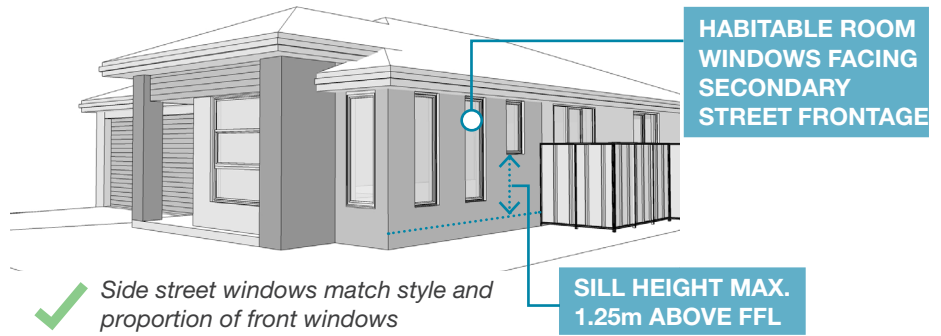 HABITABLE ROOM
WINDOWS FACING
SECONDARY
STREET FRONTAGE
SILL HEIGHT MAX.
1.25m ABOVE FFL
Side street windows match style and
proportion of front windows